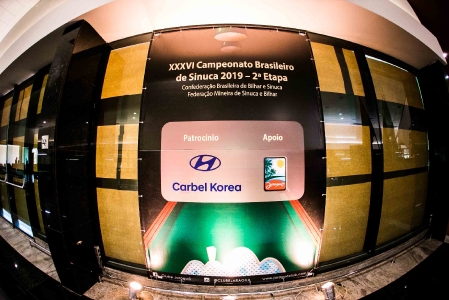 XXXVI Campeonato Brasileiro
de Sinuca 2019 – 2ª Etapa
Confederação Brasileira de Bilhar e Sinuca
Federação Mineira de Sinuca e Bilhar
Patrocínio
Apoio
Carbel Korea